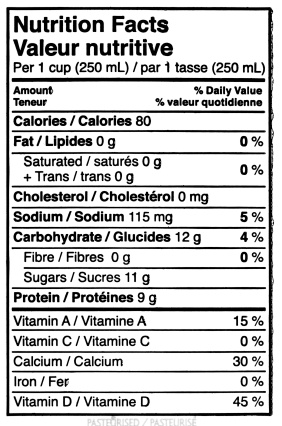 Nutrition Facts
Valeur nutritive
Per 1 cup (250 mL) / par 1 tasse (250 mL)
Amount % Daily Value
Teneur % valeur quotidienne
Calories / Calories 80
Fat / Lipides 0 g 0 %
Saturated / saturés 0 g
+ Trans / trans 0 g 0 %
Cholesterol / Cholestérol 0 mg
Sodium / Sodium 115 mg 5 %
Carbohydrate / Glucides 12 g 4 %
Fibre / Fibres 0 g 0 %
Sugars / Sucres 11 g
Protein / Protéines 9 g
Vitamin A / Vitamine A 15 %
Vitamin C / Vitamine C 0 %
Calcium / Calcium 30 %
Iron / Fer 0 %
Vitamin D / Vitamine D 45 %
PASTEURISED / PASTEURISÉ